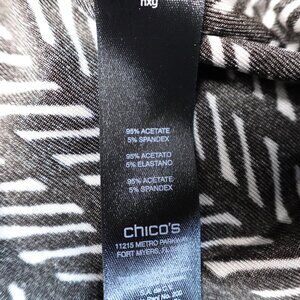 95% ACETATE
5% SPANDEX
95% ACETATO
5% ELASTANO
95% ACETATE
5% SPANDEX
chico's
11215 METRO PARKWAY
FORT MYERS, FL